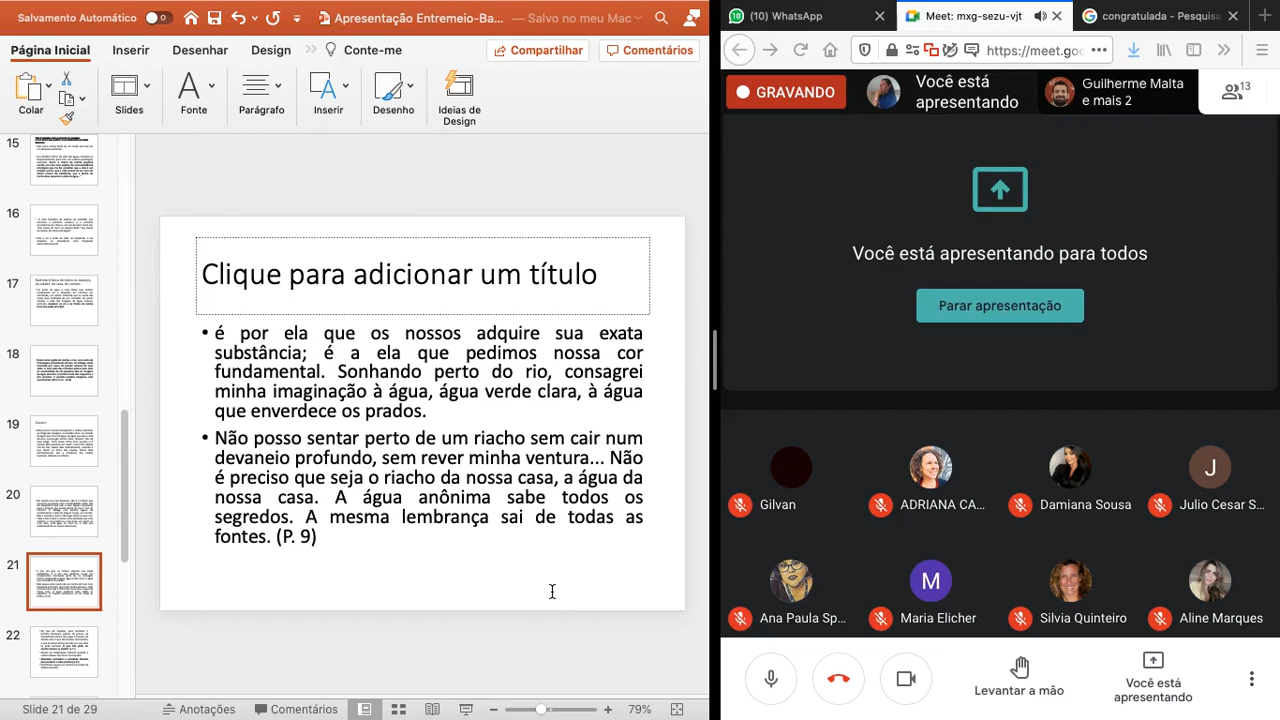 Salvamento Automático
Apresentação Entremeio-Ba... — Salvo no meu Mac
Página Inicial
Inserir
Desenhar
Design
Conte-me
Compartilhar
Comentários
Colar
Slides
Fonte
Parágrafo
Inserir
Desenho
Ideias de
Design
15
16
17
18
19
20
21
22
Clique para adicionar um título
• é por ela que os nossos adquire sua exata
substância; é a ela que pedimos nossa cor
fundamental. Sonhando perto do rio, consagrei
minha imaginação à água, água verde clara, à água
que enverdece os prados.
• Não posso sentar perto de um riacho sem cair num
devaneio profundo, sem rever minha ventura... Não
é preciso que seja o riacho da nossa casa, a água da
nossa casa. A água anônima sabe todos os
segredos. A mesma lembrança sai de todas as
fontes. (P. 9)
Slide 21 de 29
Anotações
Comentários
79%
(10) WhatsApp
Meet: mxg-sezu-vjt
congratulada - Pesquisa
https://meet.goo
GRAVANDO
Você está
apresentando
Guilherme Malta
e mais 2
13
Você está apresentando para todos
Parar apresentação
Gilvan
ADRIANA CA...
Damiana Sousa
J
Julio Cesar S...
Ana Paula Sp...
M
Maria Elicher
Silvia Quinteiro
Aline Marques
Levantar a mão
Você está
apresentando